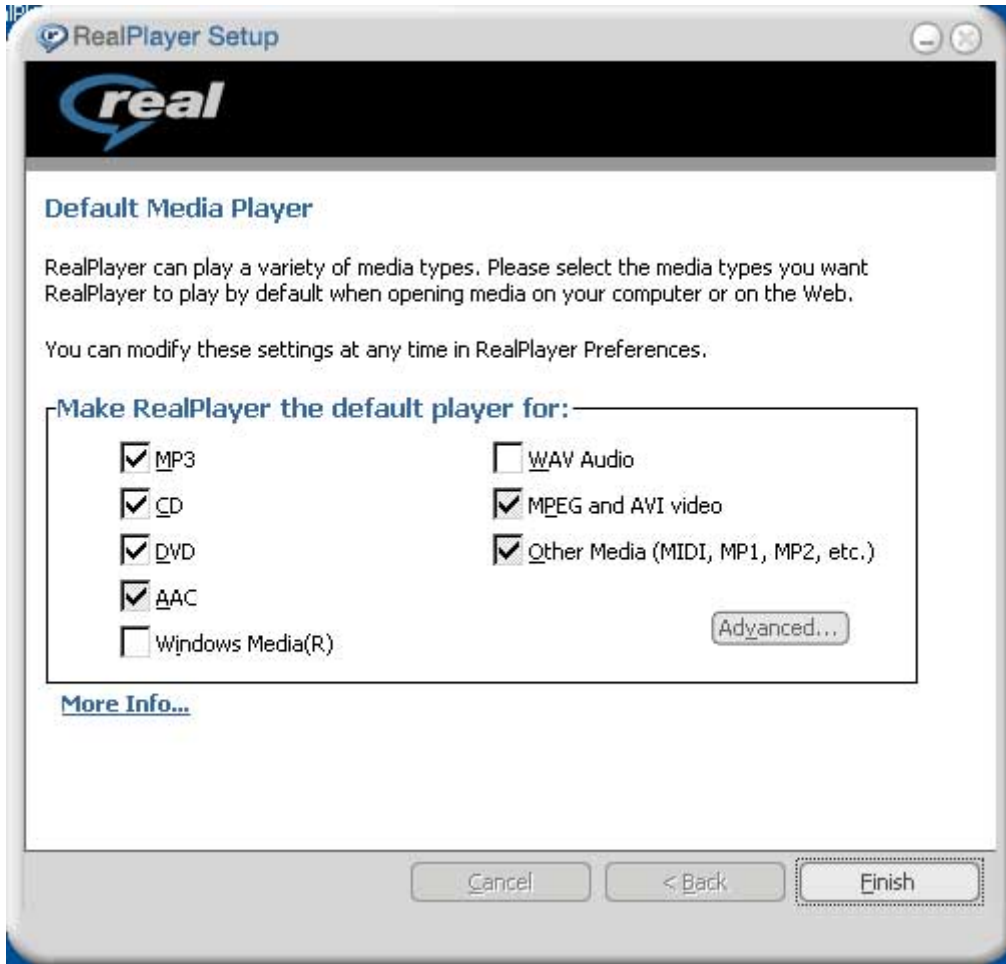 RealPlayer Setup
real
Default Media Player
RealPlayer can play a variety of media types. Please select the media types you want
RealPlayer to play by default when opening media on your computer or on the Web.
You can modify these settings at any time in RealPlayer Preferences.
Make RealPlayer the default player for:
MP3
CD
DVD
AAC
Windows Media(R)
WAV Audio
MPEG and AVI video
Other Media (MIDI, MP1, MP2, etc.)
Advanced...
More Info...
Cancel
< Back
Finish